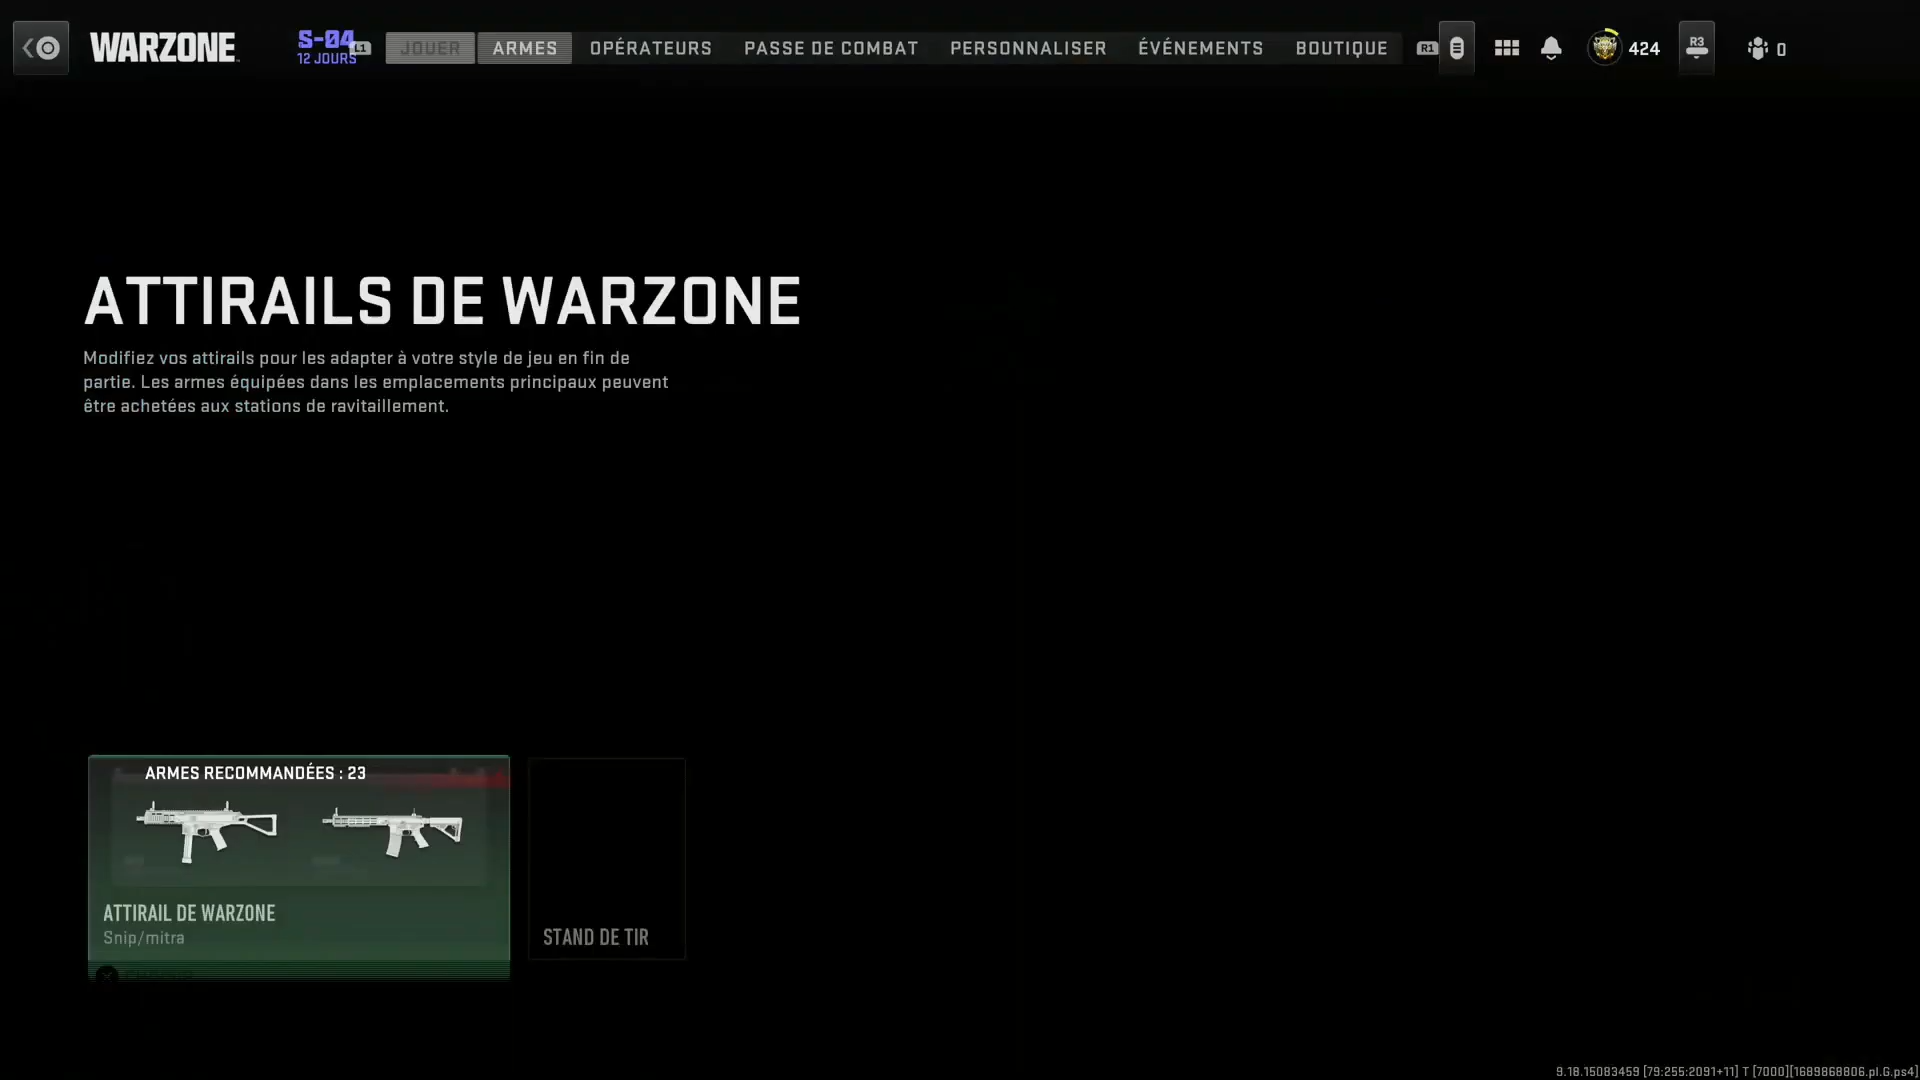 WARZONE
S-04
12 JOURS
L1
JOUER
ARMES
OPÉRATEURS
PASSE DE COMBAT
PERSONNALISER
ÉVÉNEMENTS
BOUTIQUE
R1
424
R3
0
ATTIRAILS DE WARZONE
Modifiez vos attirails pour les adapter à votre style de jeu en fin de
partie. Les armes équipées dans les emplacements principaux peuvent
être achetées aux stations de ravitaillement.
ARMES RECOMMANDÉES : 23
ATTIRAIL DE WARZONE
Snip/mitra
STAND DE TIR
9.18.15083459 [79:255:2091+11] T [7000][1689868806.pl.G.ps4]